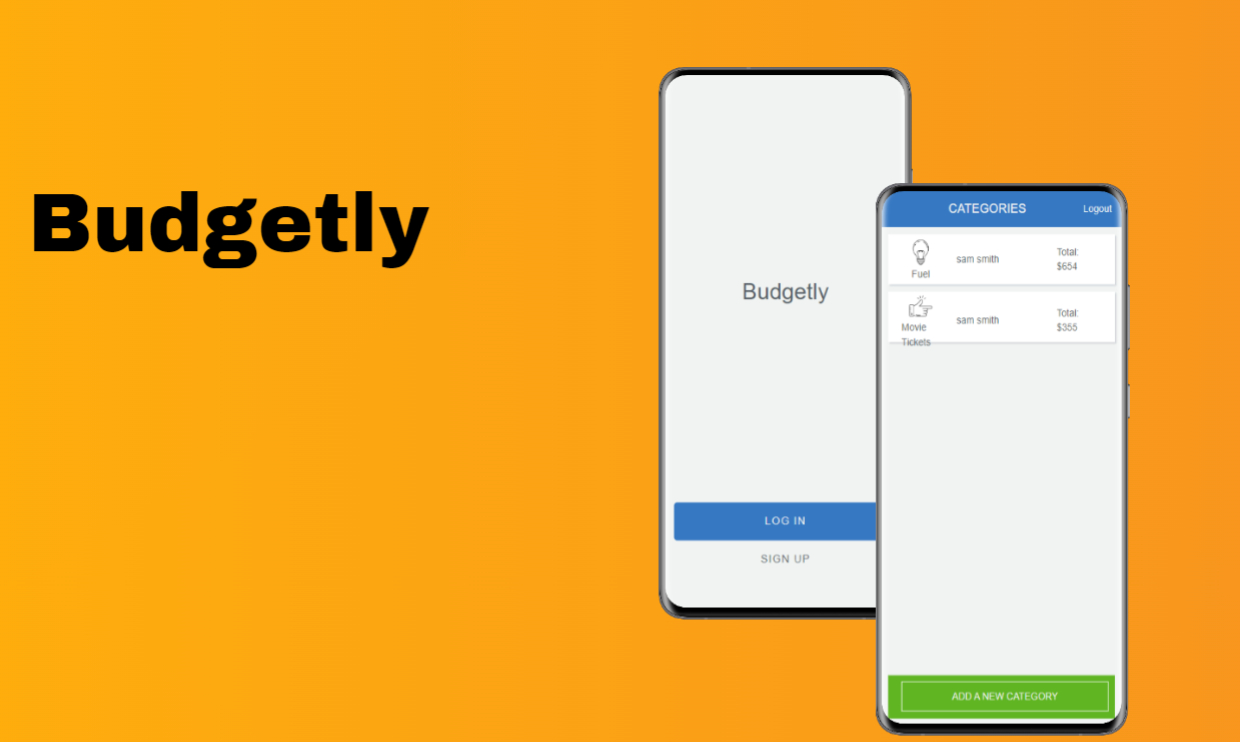 Budgetly
Budgetly
LOG IN
SIGN UP
CATEGORIES
Logout
Fuel
sam smith
Total:
$654
Movie
Tickets
sam smith
Total:
$355
ADD A NEW CATEGORY